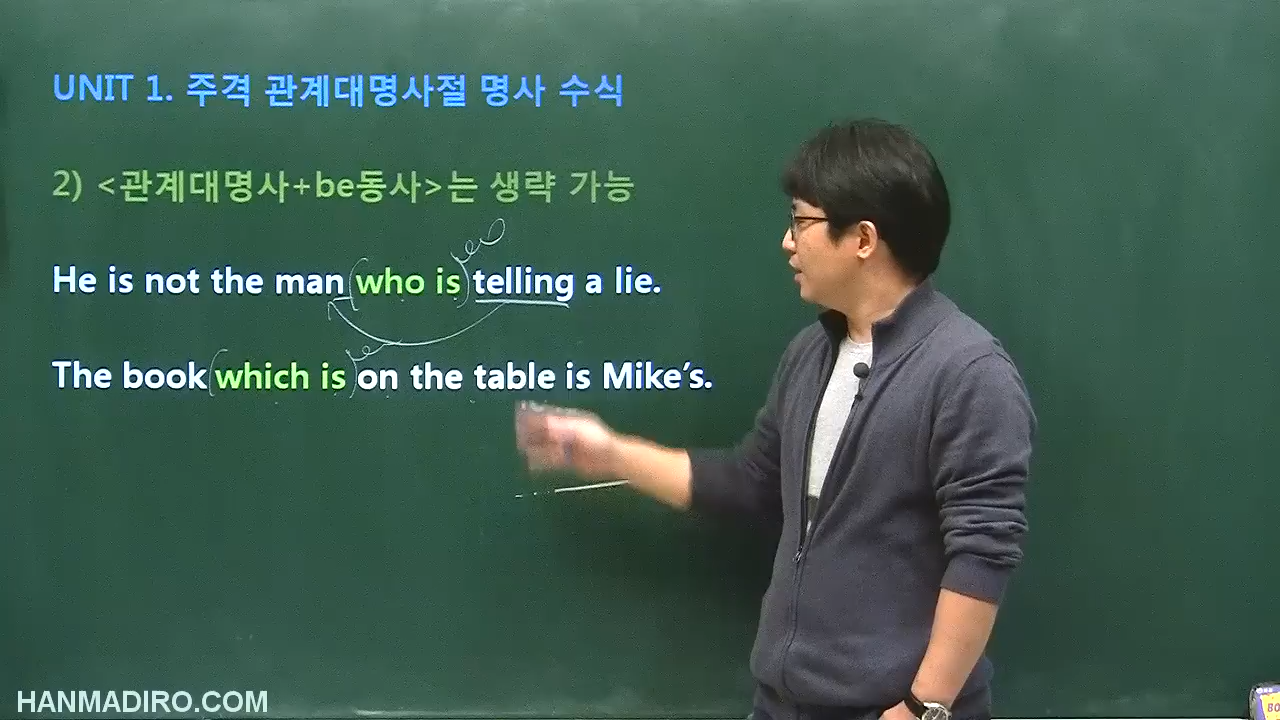 UNIT 1. 주격 관계대명사절 명사 수식
2) <관계대명사+be동사>는 생략 가능
He is not the man (who is) telling a lie.
The book (which is) on the table is Mike's.
HANMADIRO.COM